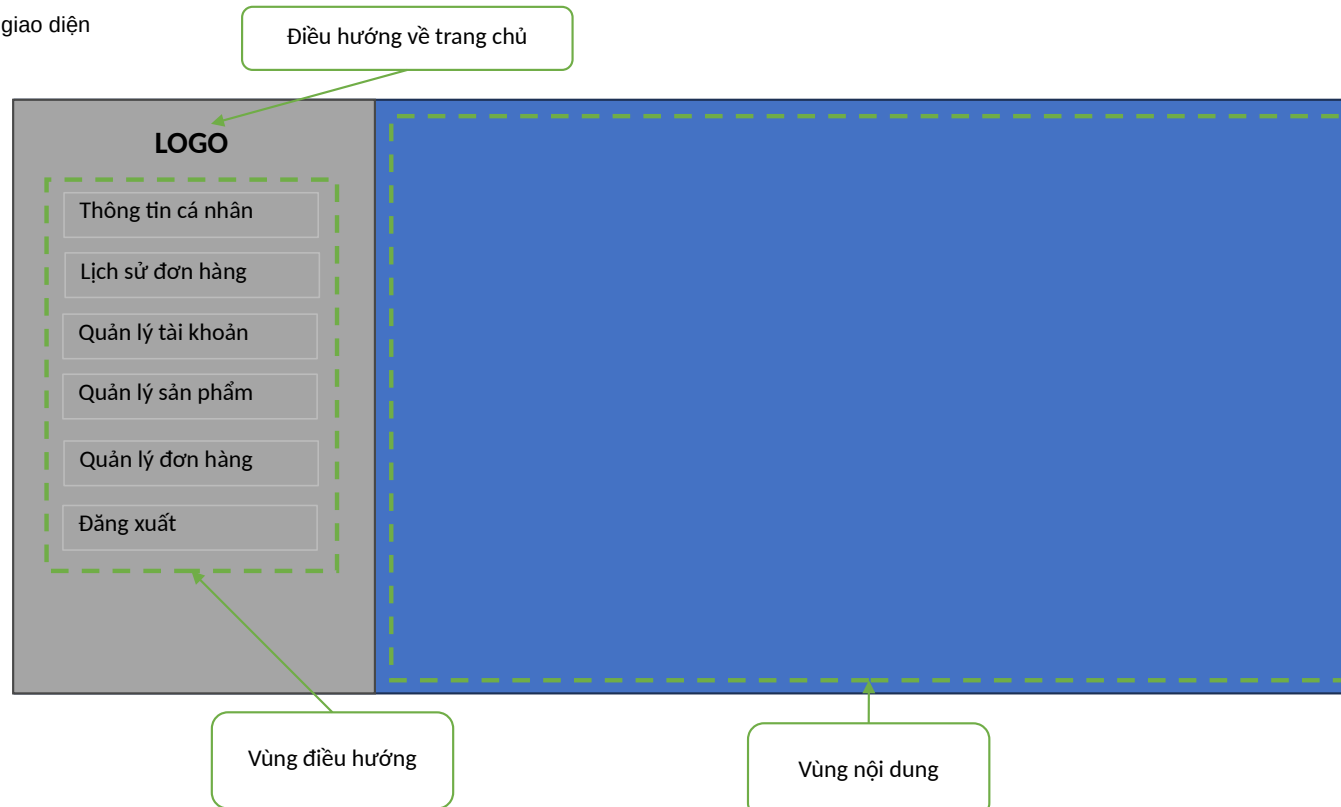 giao diện
Điều hướng về trang chủ
LOGO
Thông tin cá nhân
Lịch sử đơn hàng
Quản lý tài khoản
Quản lý sản phẩm
Quản lý đơn hàng
Đăng xuất
Vùng điều hướng
Vùng nội dung